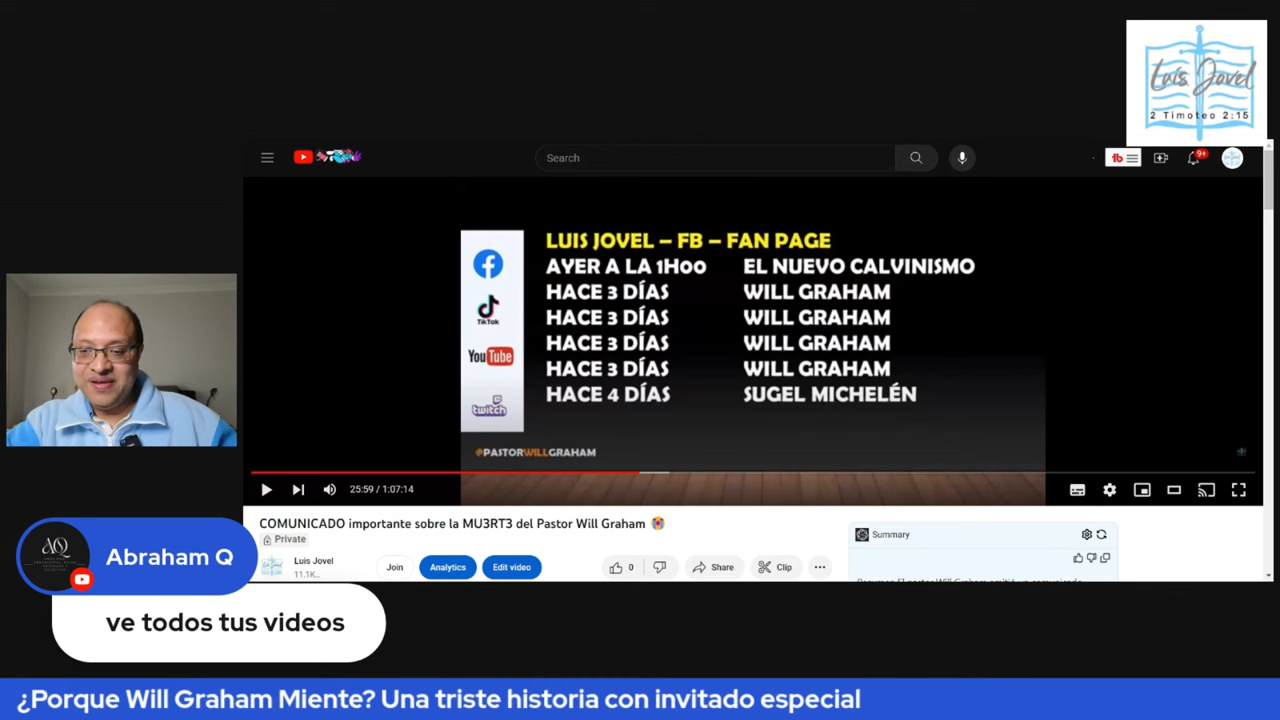 Luis Jovel
2 Timoteo 2:15
Search
9+
LUIS JOVEL – FB – FAN PAGE
AYER A LA 1H00 EL NUEVO CALVINISMO
HACE 3 DÍAS WILL GRAHAM
HACE 3 DÍAS WILL GRAHAM
HACE 3 DÍAS WILL GRAHAM
HACE 3 DÍAS WILL GRAHAM
HACE 4 DÍAS SUGEL MICHELÉN
TikTok
YouTube
twitch
@PASTORWILLGRAHAM
25:59 / 1:07:14
COMUNICADO importante sobre la MU3RT3 del Pastor Will Graham
Private
Luis Jovel
11.1K...
Join
Analytics
Edit video
0
Share
Clip
Summary
AQ
Abraham Q
ve todos tus videos
¿Porque Will Graham Miente? Una triste historia con invitado especial